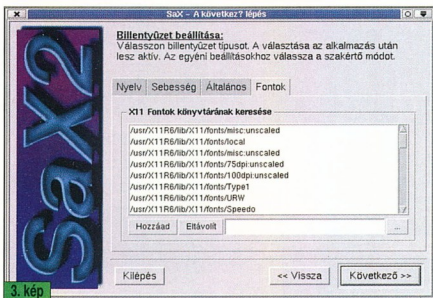 SaX - A következ? lépés
SaX2
Billentyűzet beállítása:
Válasszon billentyűzet típusot. A választása az alkalmazás után
lesz aktív. Az egyéni beállításokhoz válassza a szakértő módot.
Nyelv Sebesség Általános Fontok
X11 Fontok könyvtárának keresése
/usr/X11R6/lib/X11/fonts/misc:unscaled
/usr/X11R6/lib/X11/fonts/local
/usr/X11R6/lib/X11/fonts/misc:unscaled
/usr/X11R6/lib/X11/fonts/75dpi:unscaled
/usr/X11R6/lib/X11/fonts/100dpi:unscaled
/usr/X11R6/lib/X11/fonts/Type1
/usr/X11R6/lib/X11/fonts/URW
/usr/X11R6/lib/X11/fonts/Speedo
Hozzáad Eltávolít ...
Kilépés << Vissza Következő >>
3. kép